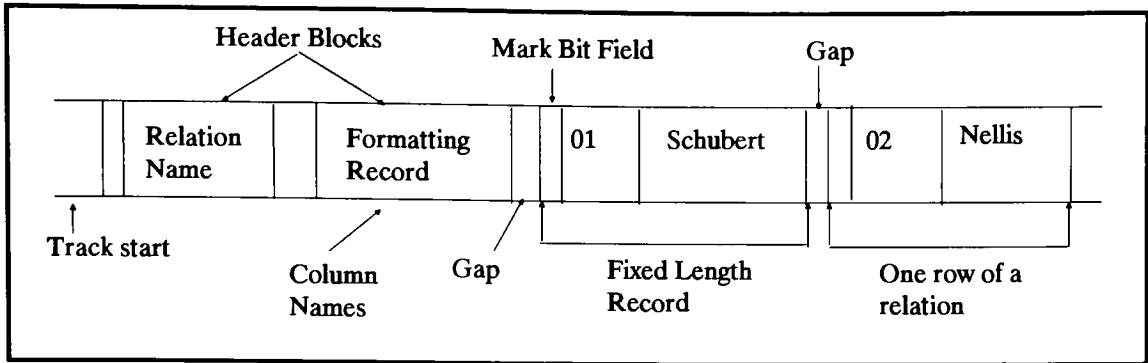 Header Blocks
Mark Bit Field
Gap
Relation
Name
Formatting
Record
01
Schubert
02
Nellis
Track start
Column
Names
Gap
Fixed Length
Record
One row of a
relation